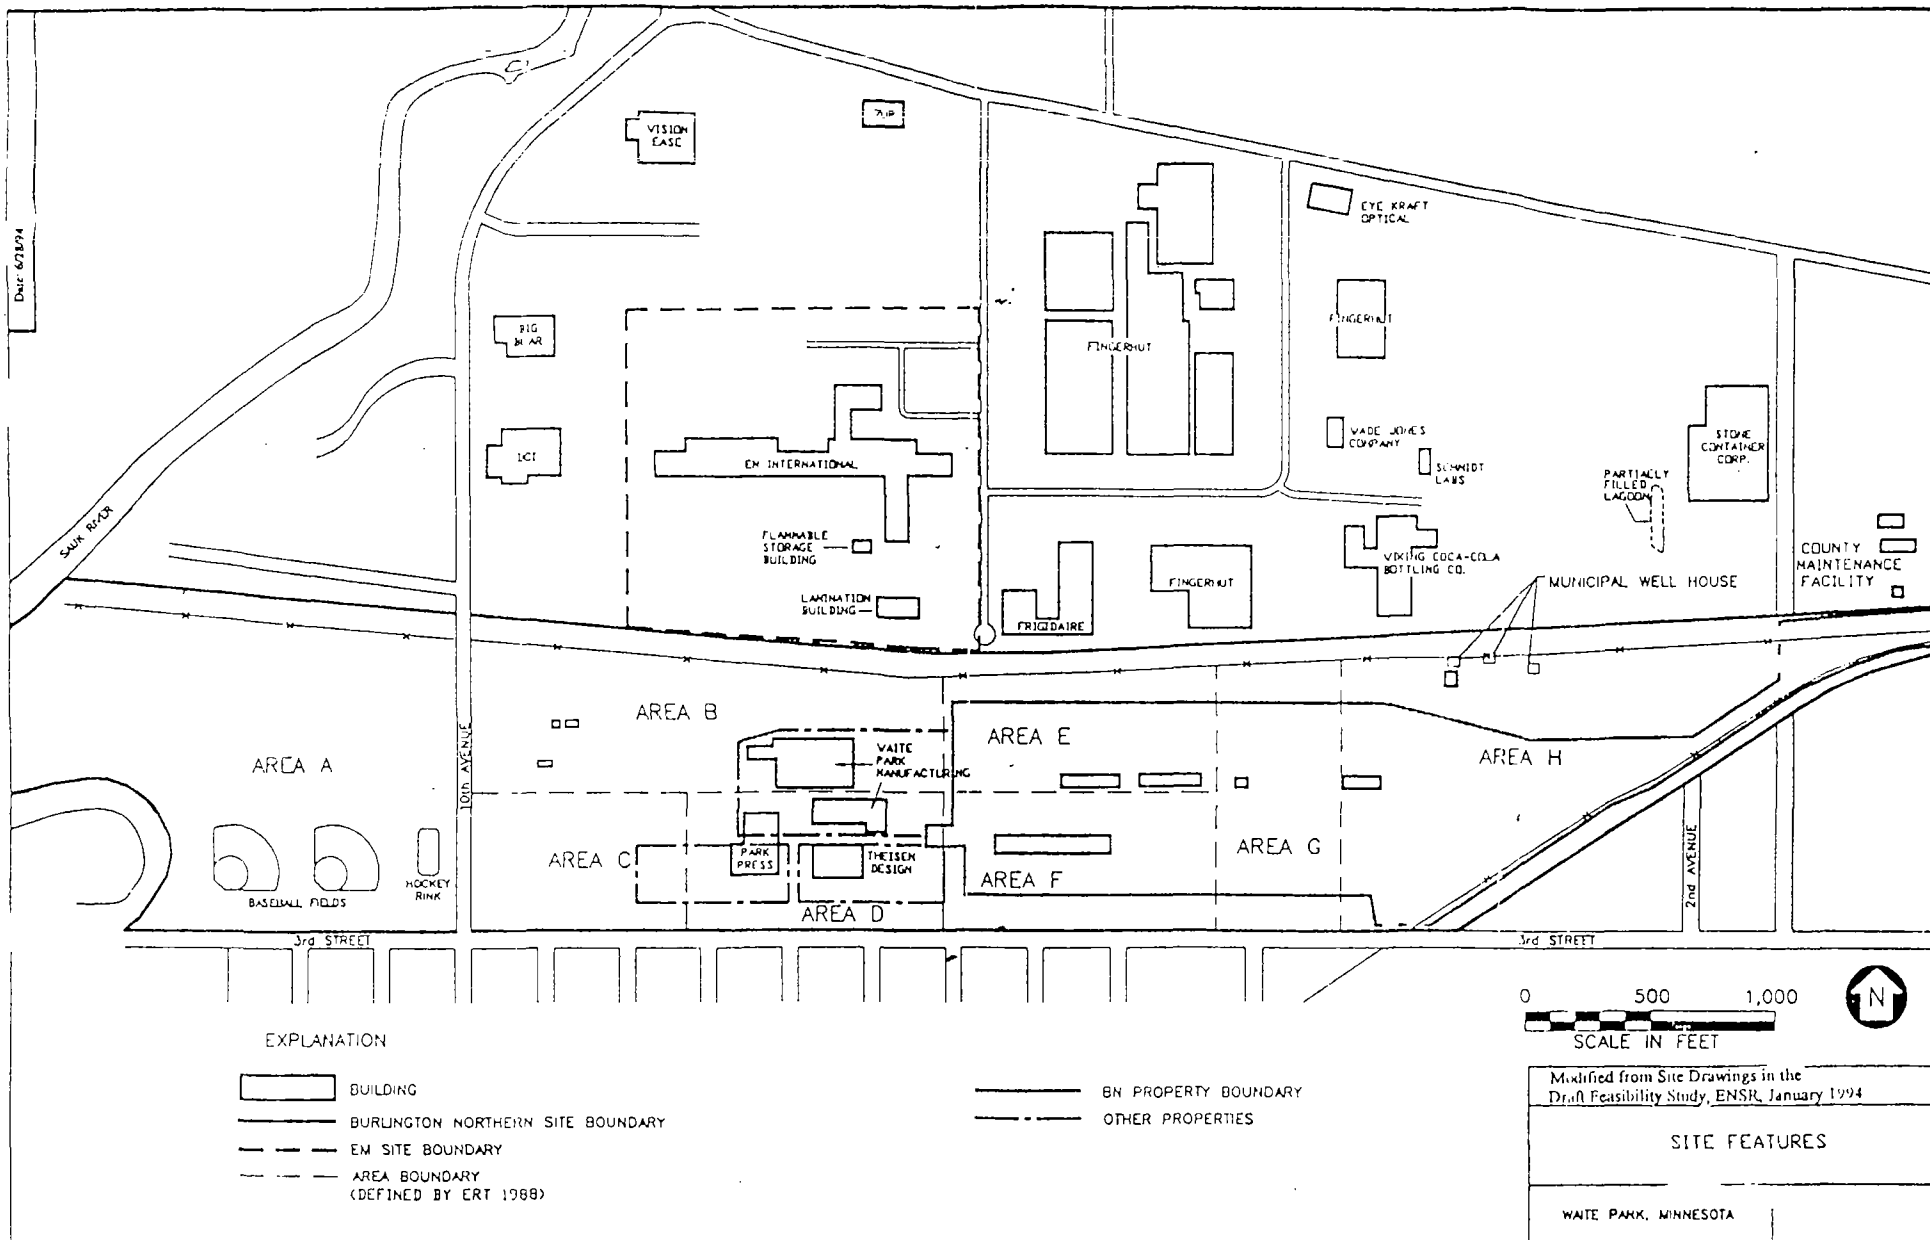 Date: 6/28/94
VISION
EASE
7UP
EYE KRAFT
OPTICAL
BIG
BEAR
FINGERHUT
FINGERHUT
LCI
EM INTERNATIONAL
WADE JONES
COMPANY
SCHMIDT
LABS
STONE
CONTAINER
CORP.
PARTIALLY
FILLED
LAGOON
SAUK RIVER
FLAMMABLE
STORAGE
BUILDING
LAMINATION
BUILDING
FRIGIDAIRE
FINGERHUT
VIKING COCA-COLA
BOTTLING CO.
MUNICIPAL WELL HOUSE
COUNTY
MAINTENANCE
FACILITY
AREA A
AREA B
10th AVENUE
WAITE
PARK
MANUFACTURING
AREA E
AREA H
AREA C
PARK
PRESS
THEISEN
DESIGN
AREA D
AREA F
AREA G
2nd AVENUE
BASEBALL FIELDS
HOCKEY
RINK
3rd STREET
3rd STREET
0 500 1,000
SCALE IN FEET
N
EXPLANATION
BUILDING
BURLINGTON NORTHERN SITE BOUNDARY
EM SITE BOUNDARY
AREA BOUNDARY
(DEFINED BY ERT 1988)
BN PROPERTY BOUNDARY
OTHER PROPERTIES
Modified from Site Drawings in the
Draft Feasibility Study, ENSR, January 1994
SITE FEATURES
WAITE PARK, MINNESOTA